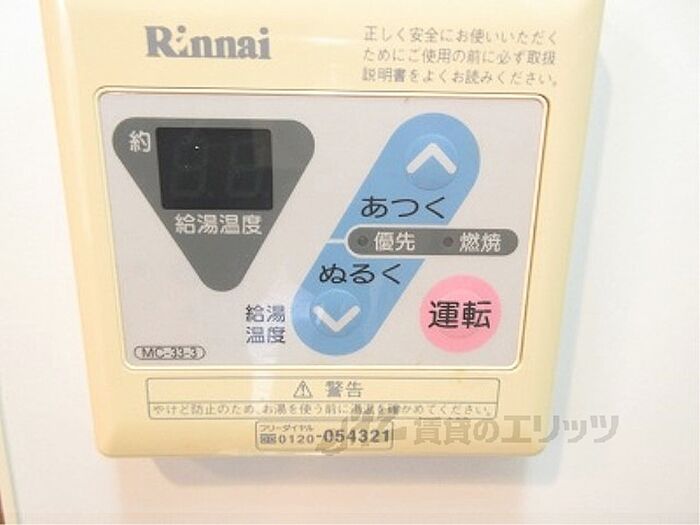 Rinnai
正しく安全にお使いいただく
ためにご使用の前に必ず取扱
説明書をよくお読みください。
約
給湯温度
あつく
優先
燃焼
ぬるく
給湯
温度
運転
MC-33-3
警告
やけど防止のため、お湯を使う前に湯温を確かめてください。
フリーダイヤル
0120-054321
賃貸のエリッツ